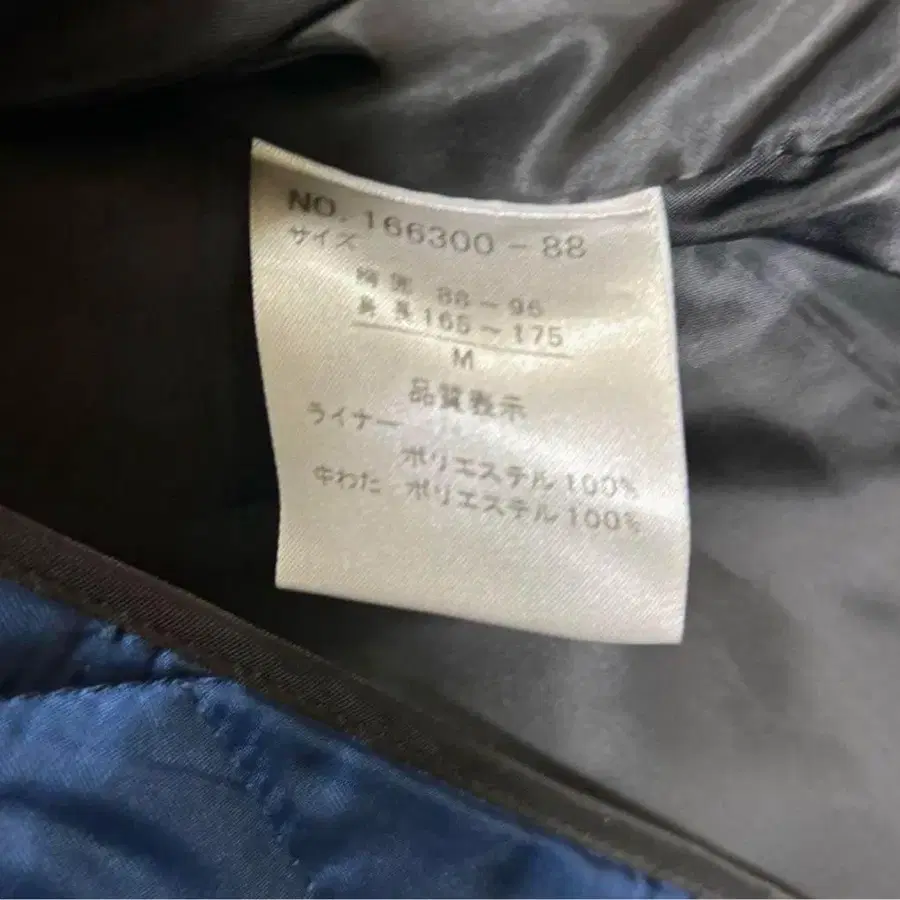 NO. 166300-88
サイズ
胸囲 88-96
身長 165~175
M
品質表示
ライナー
ポリエステル100%
中わた ポリエステル100%